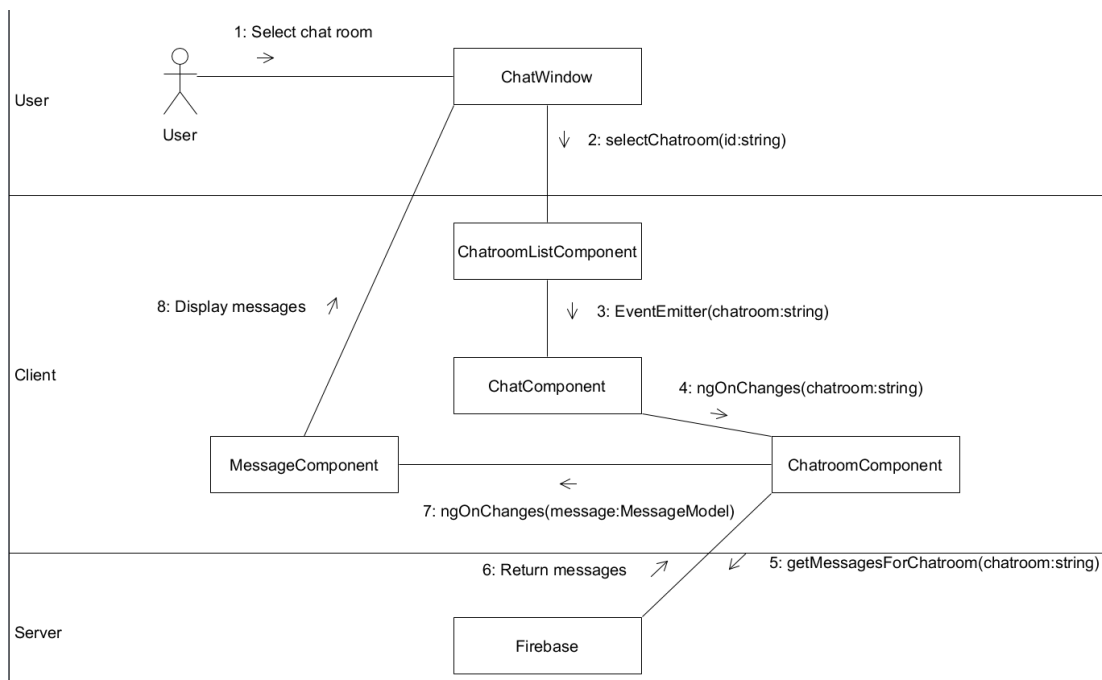 1: Select chat room
ChatWindow
User
User
2: selectChatroom(id:string)
ChatroomListComponent
8: Display messages
3: EventEmitter(chatroom:string)
Client
ChatComponent
4: ngOnChanges(chatroom:string)
MessageComponent
ChatroomComponent
7: ngOnChanges(message:MessageModel)
6: Return messages
5: getMessagesForChatroom(chatroom:string)
Server
Firebase